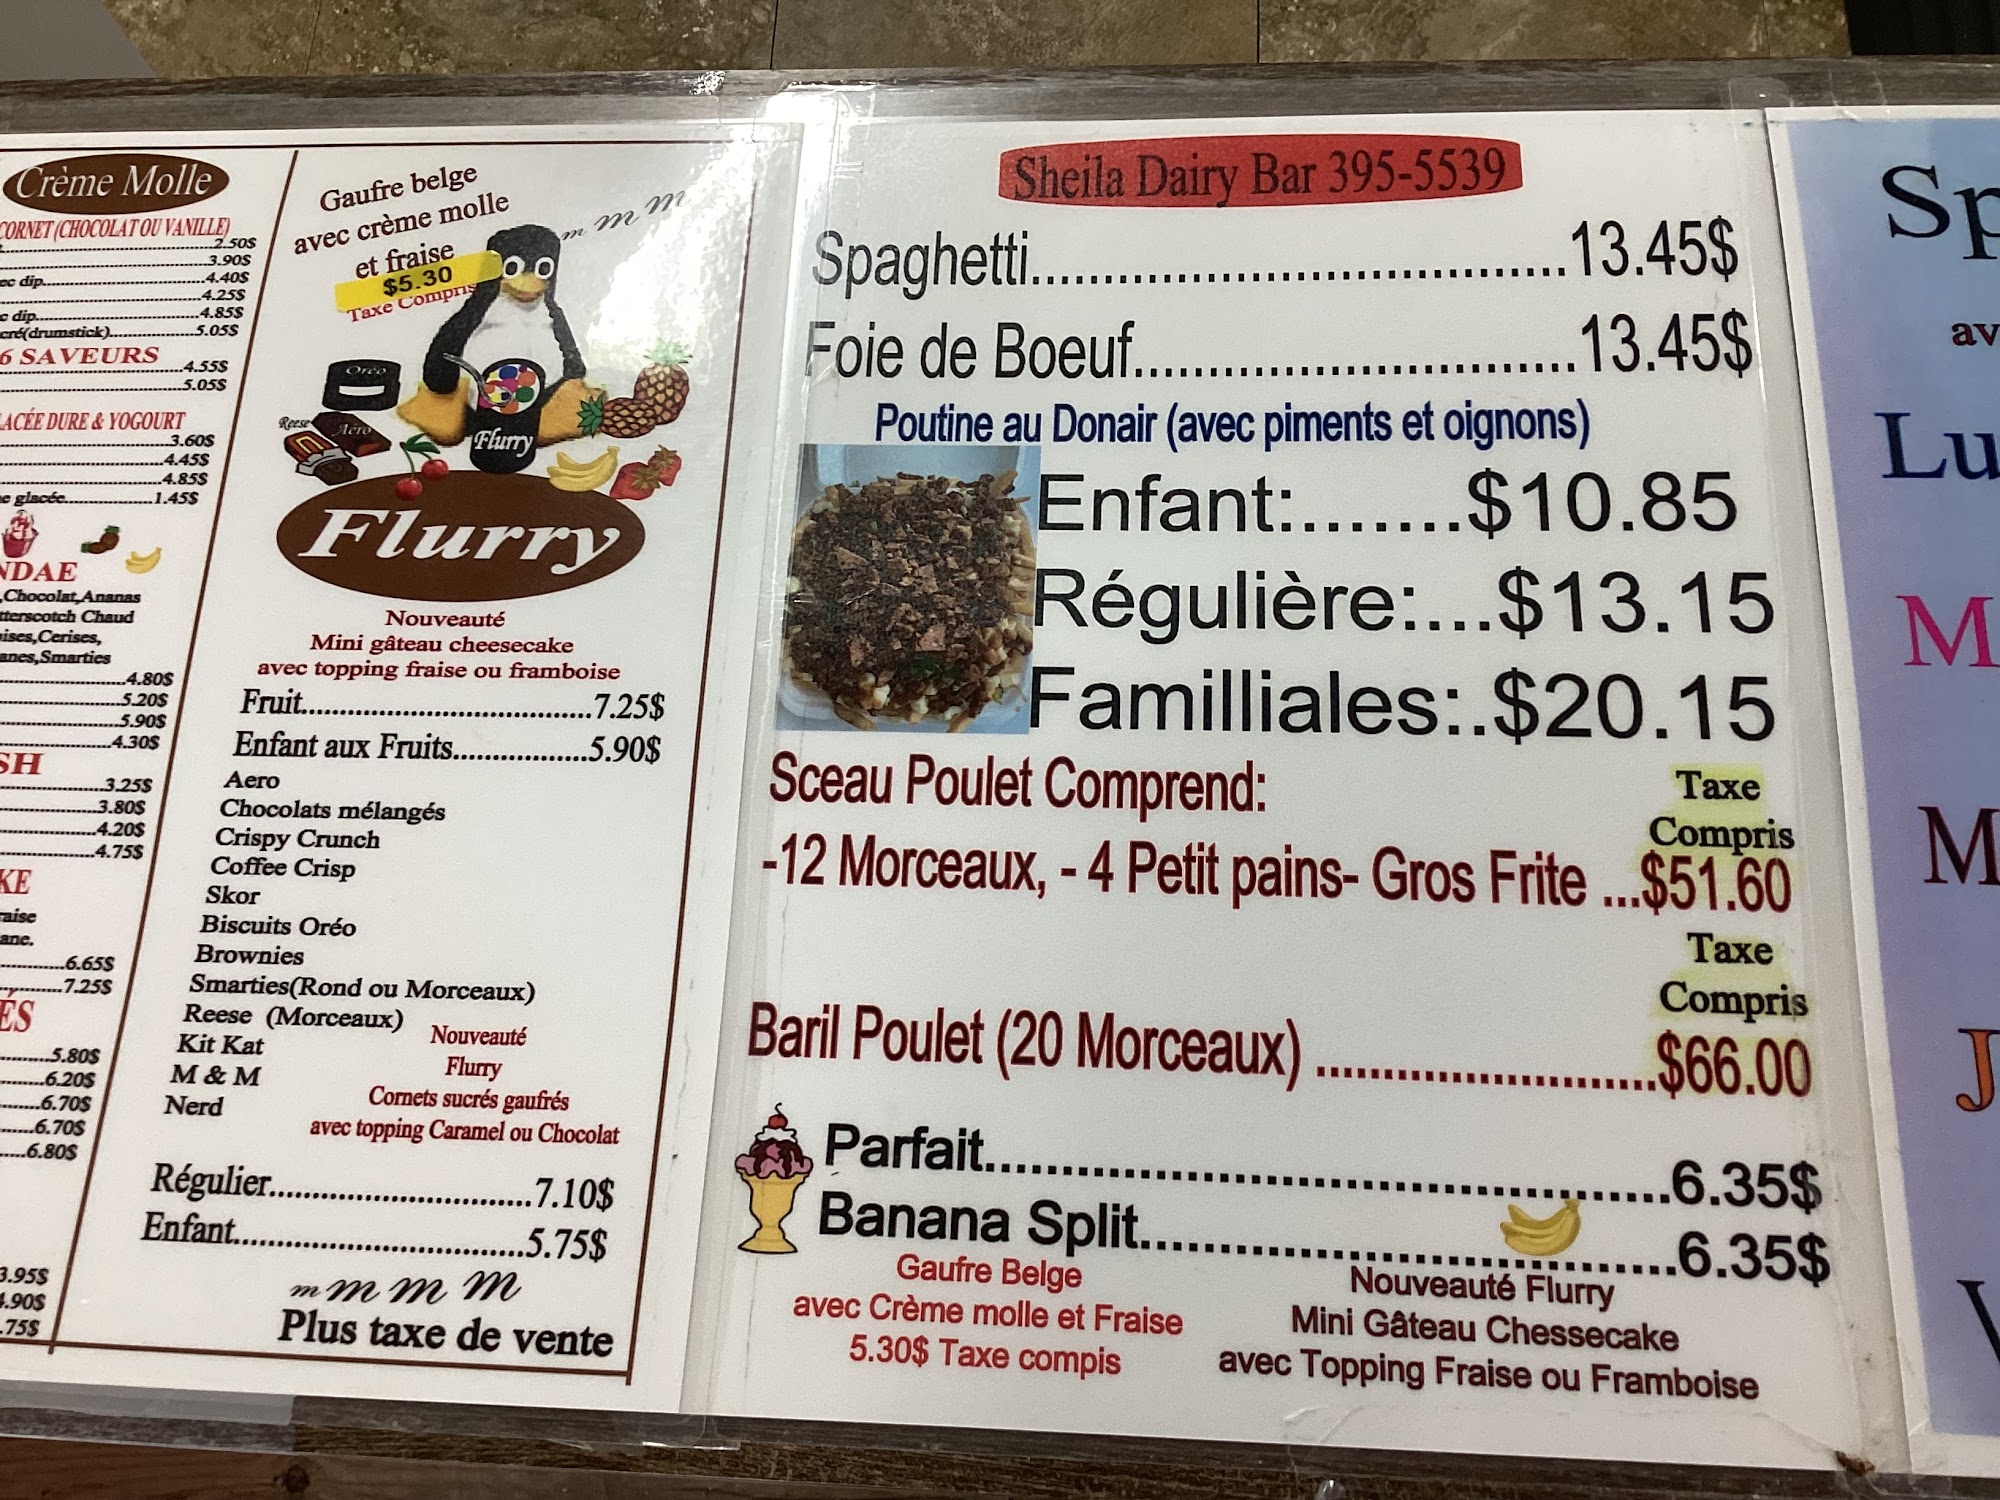 Crème Molle
CORNET (CHOCOLAT OU VANILLE)
2.50$
3.90$
dip....4.40$
4.25$
dip....4.85$
(drumstick)....5.05$
6 SAVEURS
4.55$
5.05$
DURE & YOGOURT
3.60$
4.45$
4.85$
glacée....1.45$
,Chocolat,Ananas
Chaud
,Cerises,
,Smarties
4.80$
5.20$
5.90$
4.30$
3.25$
3.80$
4.20$
4.75$
6.65$
7.25$
5.80$
6.20$
6.70$
6.70$
6.80$
Gaufre belge
avec crème molle
et fraise
$5.30
Taxe Compris
m m m m
Oreo
Reese
Aero
Flurry
Flurry
Nouveauté
Mini gâteau cheesecake
avec topping fraise ou framboise
Fruit....7.25$
Enfant aux Fruits....5.90$
Aero
Chocolats mélangés
Crispy Crunch
Coffee Crisp
Skor
Biscuits Oréo
Brownies
Smarties(Rond ou Morceaux)
Reese (Morceaux)
Kit Kat
M & M
Nerd
Nouveauté
Flurry
Cornets sucrés gaufrés
avec topping Caramel ou Chocolat
Régulier....7.10$
Enfant....5.75$
m m m m
Plus taxe de vente
Sheila Dairy Bar 395-5539
Spaghetti....13.45$
Foie de Boeuf....13.45$
Poutine au Donair (avec piments et oignons)
Enfant:.......$10.85
Régulière:....$13.15
Familliales:..$20.15
Sceau Poulet Comprend:
Taxe
Compris
-12 Morceaux, - 4 Petit pains- Gros Frite ...$51.60
Taxe
Compris
Baril Poulet (20 Morceaux) ....$66.00
Parfait....6.35$
Banana Split....6.35$
Gaufre Belge
avec Crème molle et Fraise
5.30$ Taxe compis
Nouveauté Flurry
Mini Gâteau Chessecake
avec Topping Fraise ou Framboise